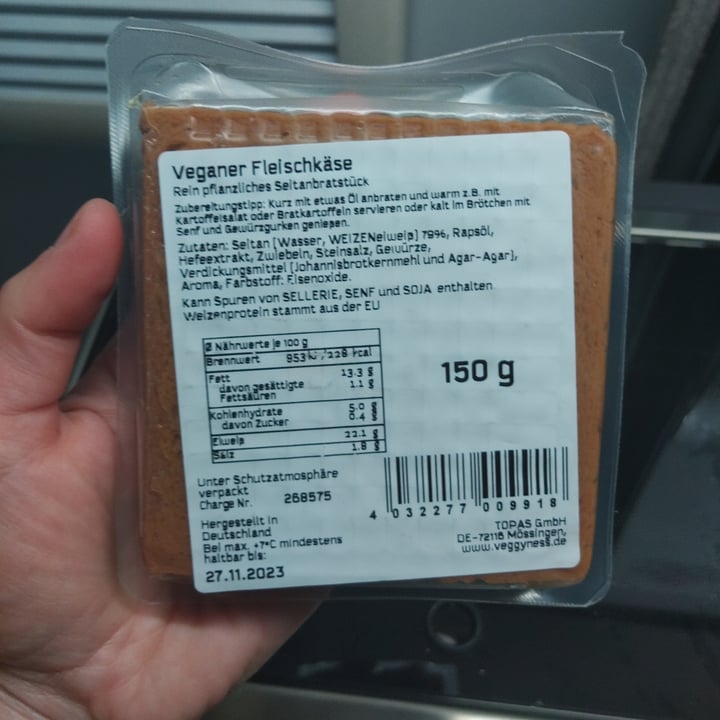 Veganer Fleischkäse
Rein pflanzliches Seitanbratstück
Zubereitungstipp: Kurz mit etwas Öl anbraten und warm z.B. mit
Kartoffelsalat oder Bratkartoffeln servieren oder kalt im Brötchen mit
Senf und Gewürzgurken genießen.
Zutaten: Seitan [Wasser, WEIZENeiweiß] 79%, Rapsöl,
Hefeextrakt, Zwiebeln, Steinsalz, Gewürze,
Verdickungsmittel [Johannisbrotkernmehl und Agar-Agar],
Aroma, Farbstoff: Eisenoxide.
Kann Spuren von SELLERIE, SENF und SOJA enthalten
Weizenprotein stammt aus der EU
Ø Nährwerte je 100 g
Brennwert 953 kJ / 228 kcal
Fett 13.3 g
davon gesättigte 1.1 g
Fettsäuren
Kohlenhydrate 5.0 g
davon Zucker 0.4 g
Eiweiß 22.1 g
Salz 1.8 g
150 g
Unter Schutzatmosphäre
verpackt
Charge Nr. 268575
Hergestellt in
Deutschland
Bei max. +7°C mindestens
haltbar bis:
27.11.2023
4 032277 009918
TOPAS GmbH
DE-72116 Mössingen,
www.veggyness.de